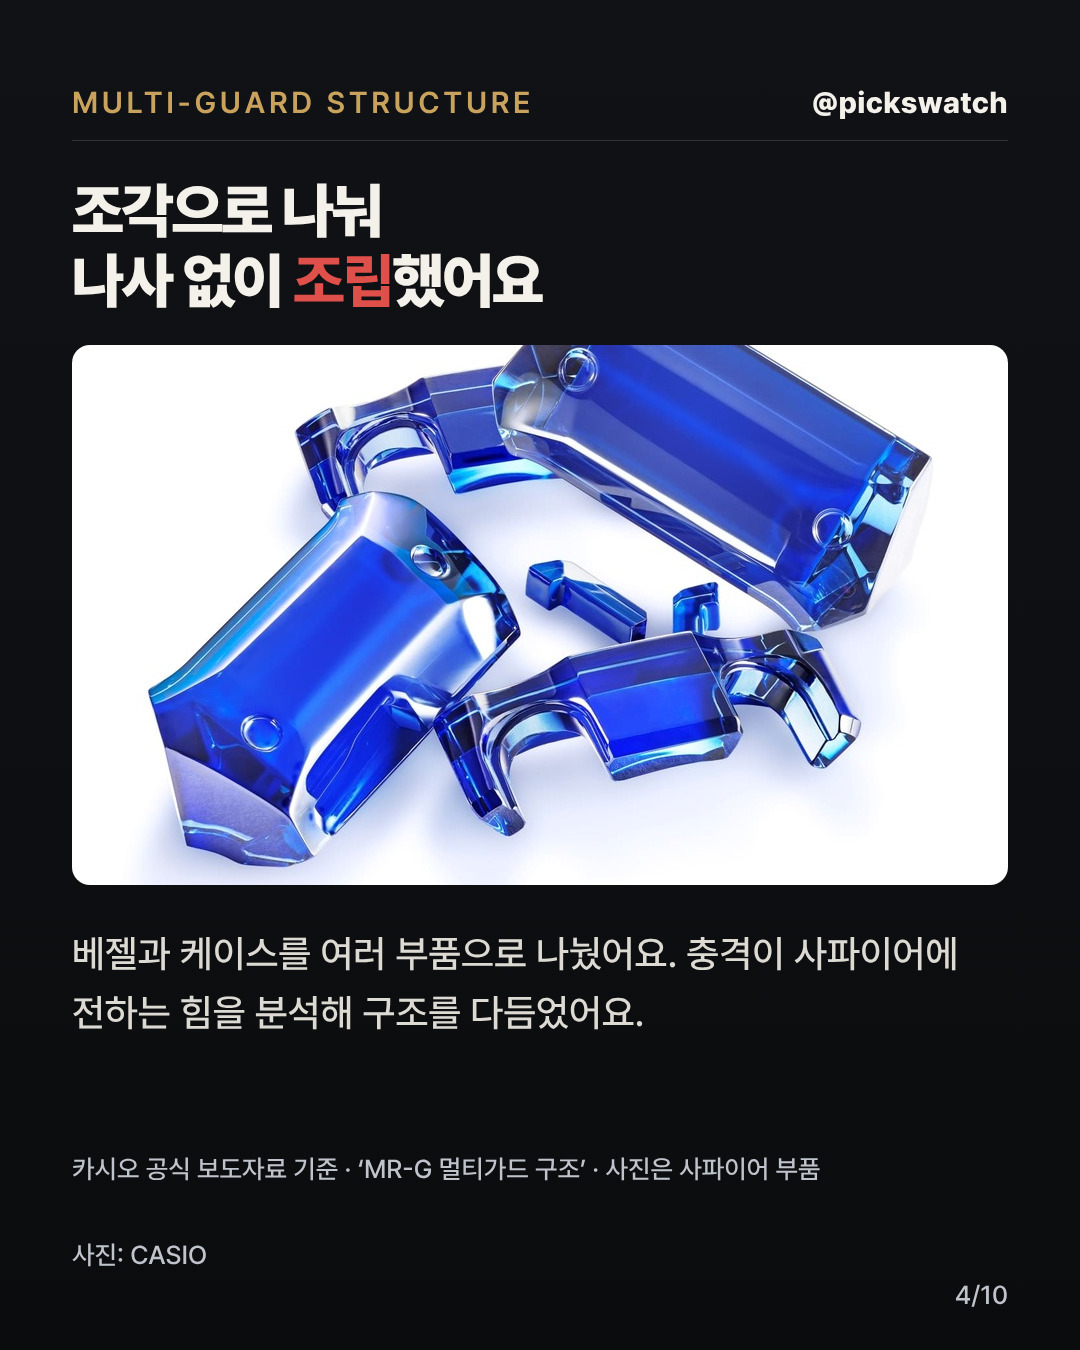 MULTI-GUARD STRUCTURE
@pickswatch
조각으로 나눠
나사 없이 조립했어요
베젤과 케이스를 여러 부품으로 나눴어요. 충격이 사파이어에
전하는 힘을 분석해 구조를 다듬었어요.
카시오 공식 보도자료 기준 · ‘MR-G 멀티가드 구조’ · 사진은 사파이어 부품
사진: CASIO
4/10